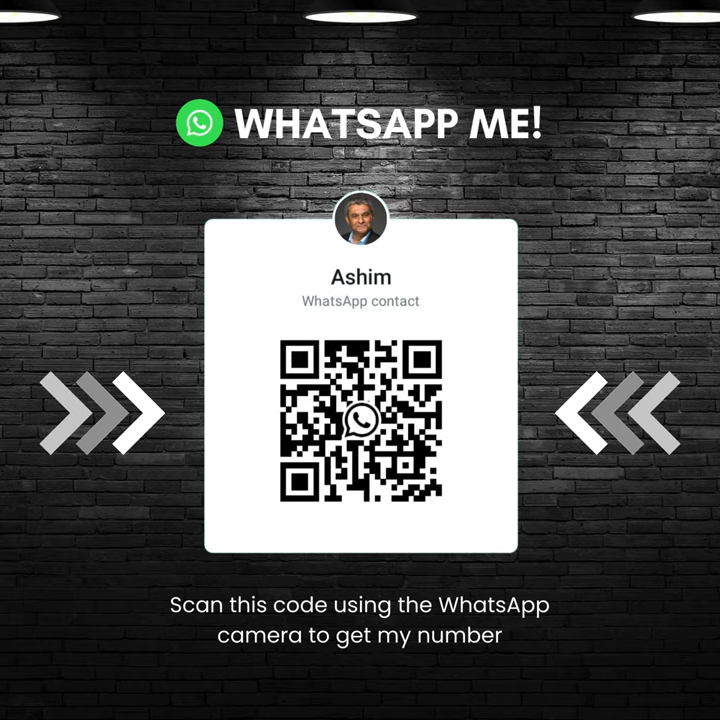 WHATSAPP ME!
Ashim
WhatsApp contact
Scan this code using the WhatsApp
camera to get my number